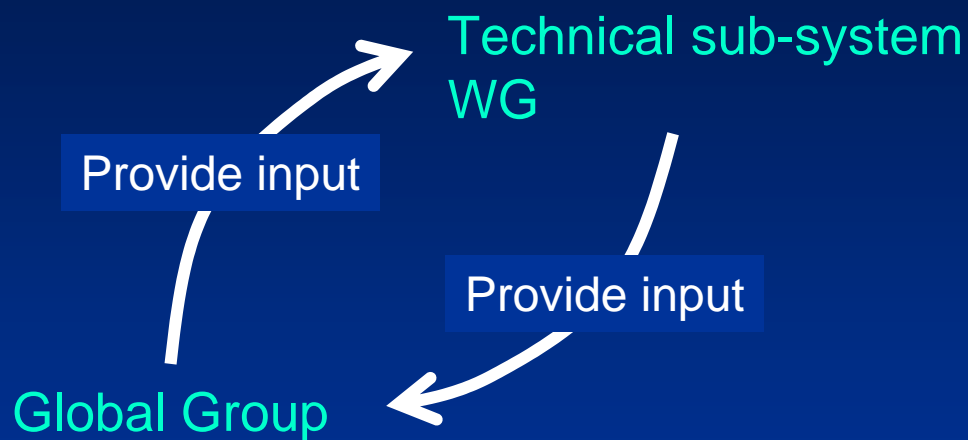 Technical sub-system
WG
Provide input
Provide input
Global Group